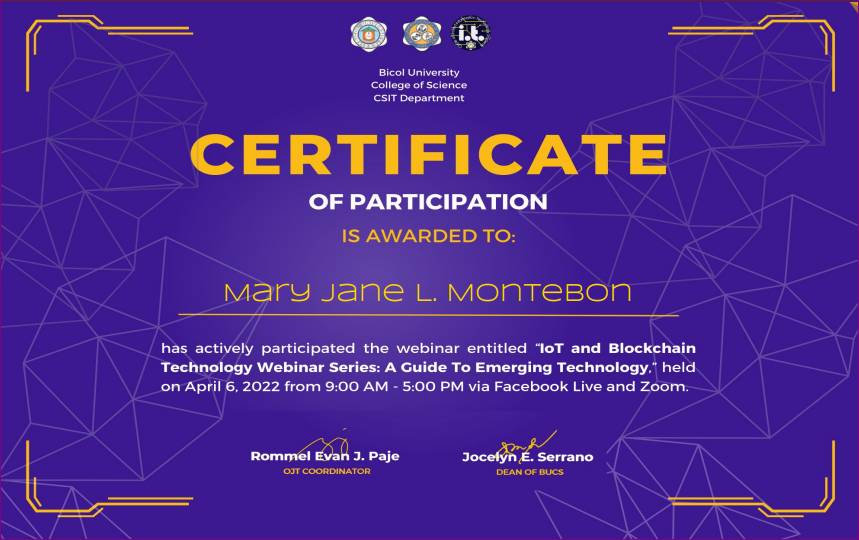 i.t.
Bicol University
College of Science
CSIT Department
CERTIFICATE
OF PARTICIPATION
IS AWARDED TO:
Mary Jane L. Montebon
has actively participated the webinar entitled “IoT and Blockchain
Technology Webinar Series: A Guide To Emerging Technology,” held
on April 6, 2022 from 9:00 AM - 5:00 PM via Facebook Live and Zoom.
Rommel Evan J. Paje
OJT COORDINATOR
Jocelyn E. Serrano
DEAN OF BUCS